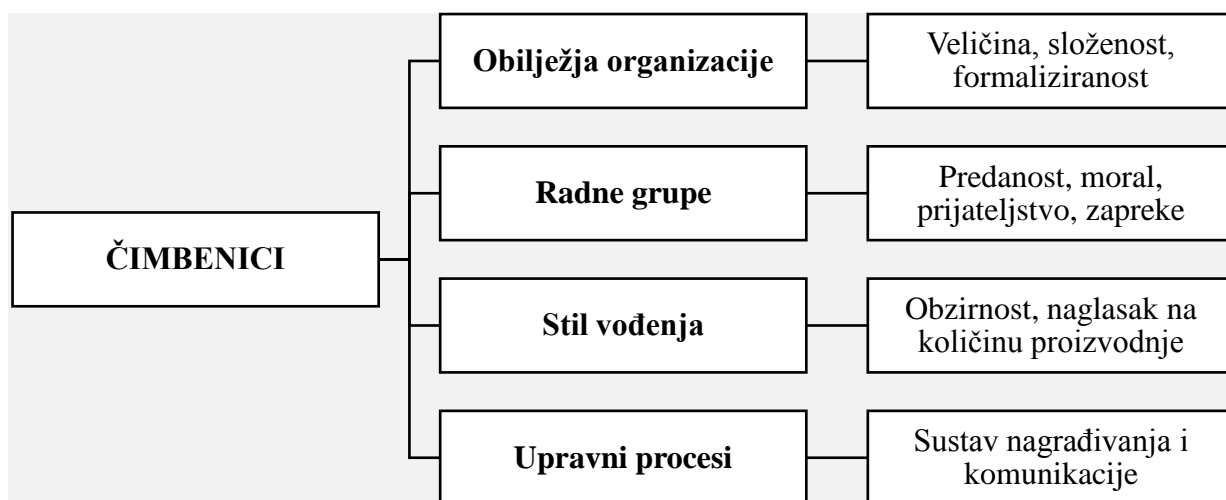 ČIMBENICI
Obilježja organizacije
Veličina, složenost,
formaliziranost
Radne grupe
Predanost, moral,
prijateljstvo, zapreke
Stil vođenja
Obzirnost, naglasak na
količinu proizvodnje
Upravni procesi
Sustav nagrađivanja i
komunikacije